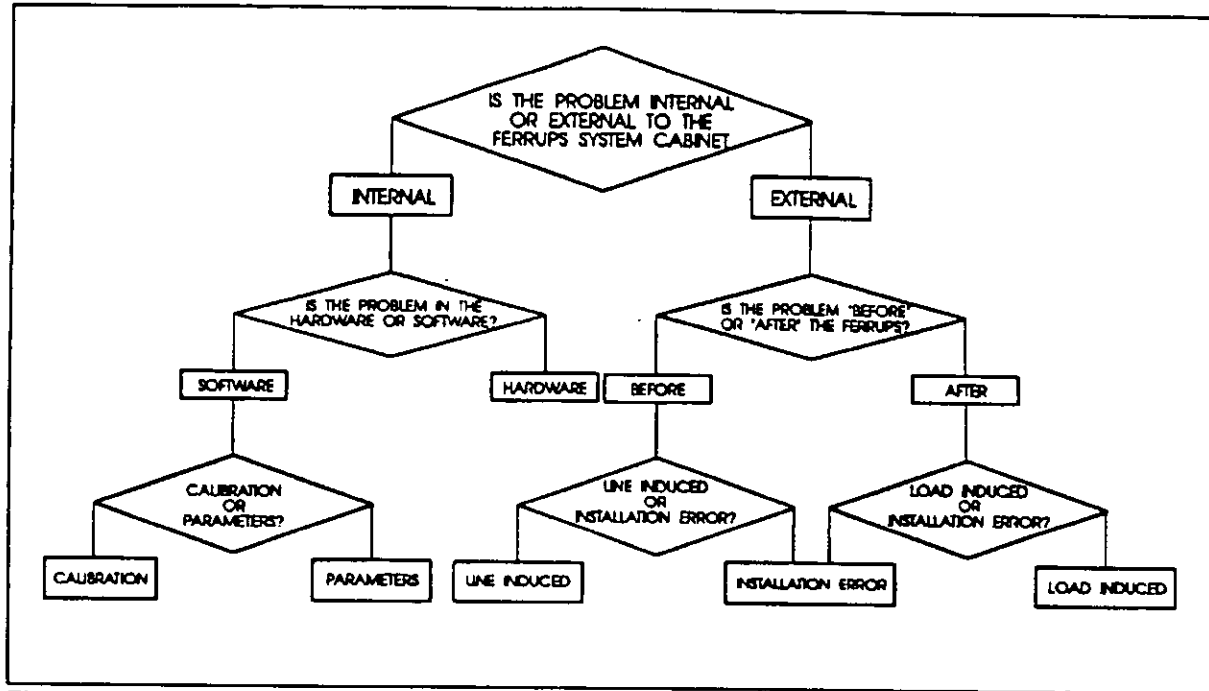 IS THE PROBLEM INTERNAL
OR EXTERNAL TO THE
FERRUPS SYSTEM CABINET
INTERNAL
EXTERNAL
IS THE PROBLEM IN THE
HARDWARE OR SOFTWARE?
IS THE PROBLEM "BEFORE"
OR "AFTER" THE FERRUPS?
SOFTWARE
HARDWARE
BEFORE
AFTER
CALIBRATION
OR
PARAMETERS?
LINE INDUCED
OR
INSTALLATION ERROR?
LOAD INDUCED
OR
INSTALLATION ERROR?
CALIBRATION
PARAMETERS
LINE INDUCED
INSTALLATION ERROR
LOAD INDUCED